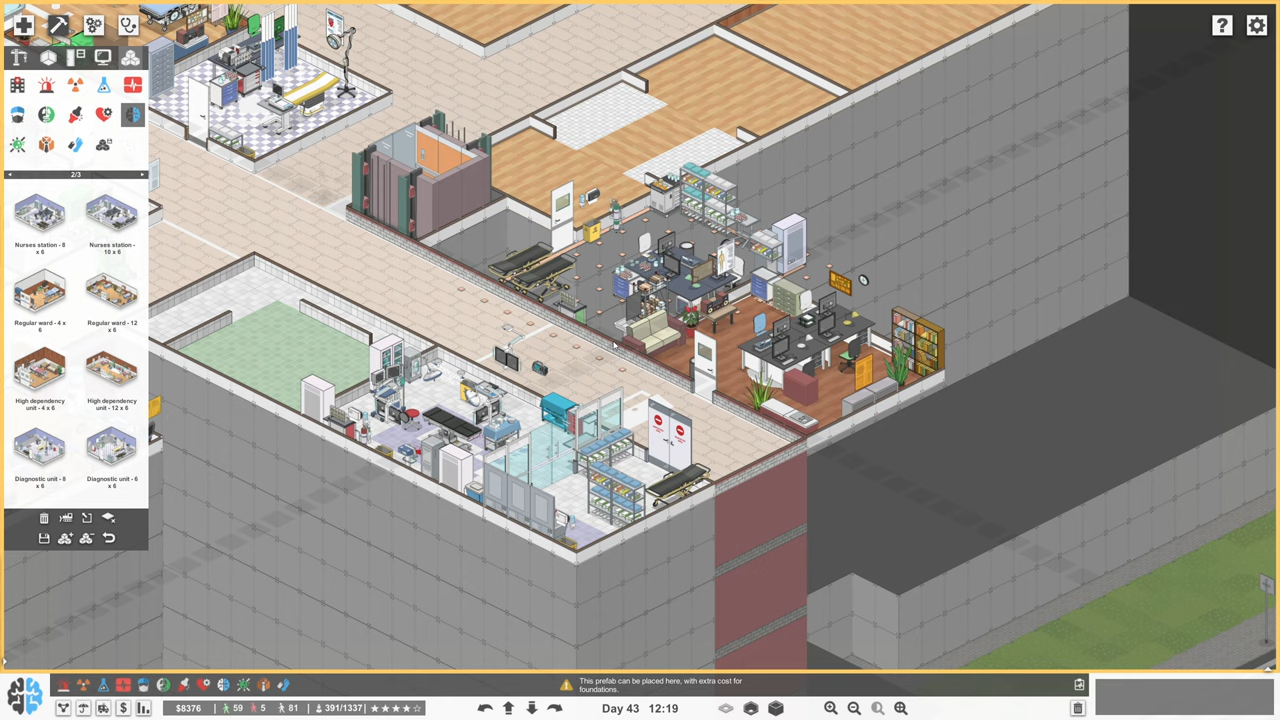 2/3
Nurses station - 8 x 6
Nurses station - 10 x 6
Regular ward - 4 x 6
Regular ward - 12 x 6
High dependency unit - 4 x 6
High dependency unit - 12 x 6
Diagnostic unit - 8 x 6
Diagnostic unit - 6 x 6
This prefab can be placed here, with extra cost for foundations.
$8376
59
5
81
391/1337
Day 43 12:19